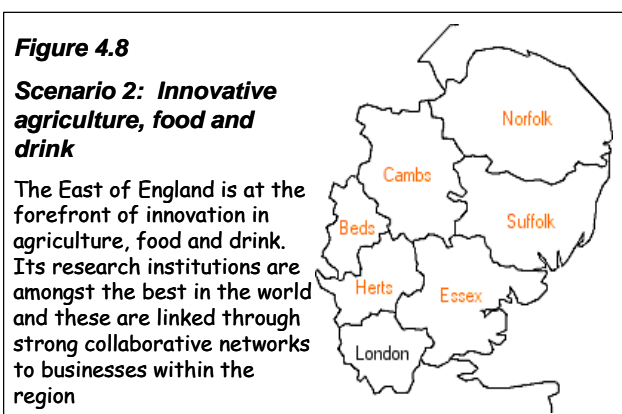 Figure 4.8
Scenario 2: Innovative
agriculture, food and
drink
The East of England is at the
forefront of innovation in
agriculture, food and drink.
Its research institutions are
amongst the best in the world
and these are linked through
strong collaborative networks
to businesses within the
region
Norfolk
Cambs
Suffolk
Beds
Herts
Essex
London